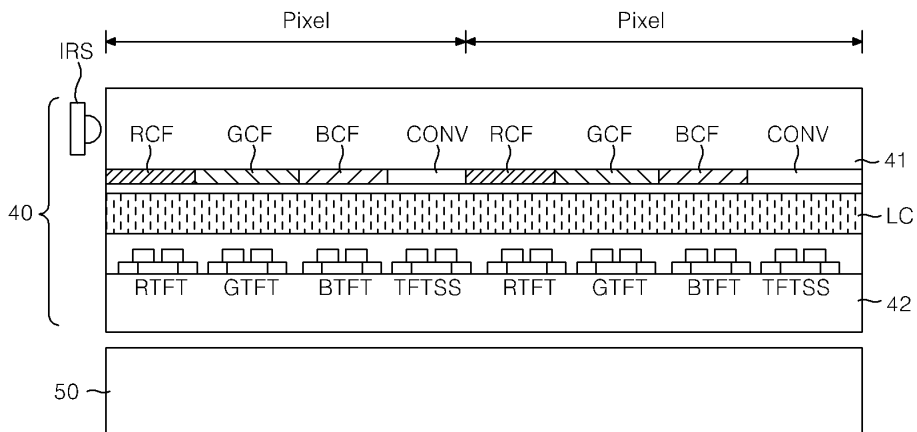 Pixel Pixel
IRS
RCF GCF BCF CONV RCF GCF BCF CONV
41
40
LC
RTFT GTFT BTFT TFTSS RTFT GTFT BTFT TFTSS
42
50